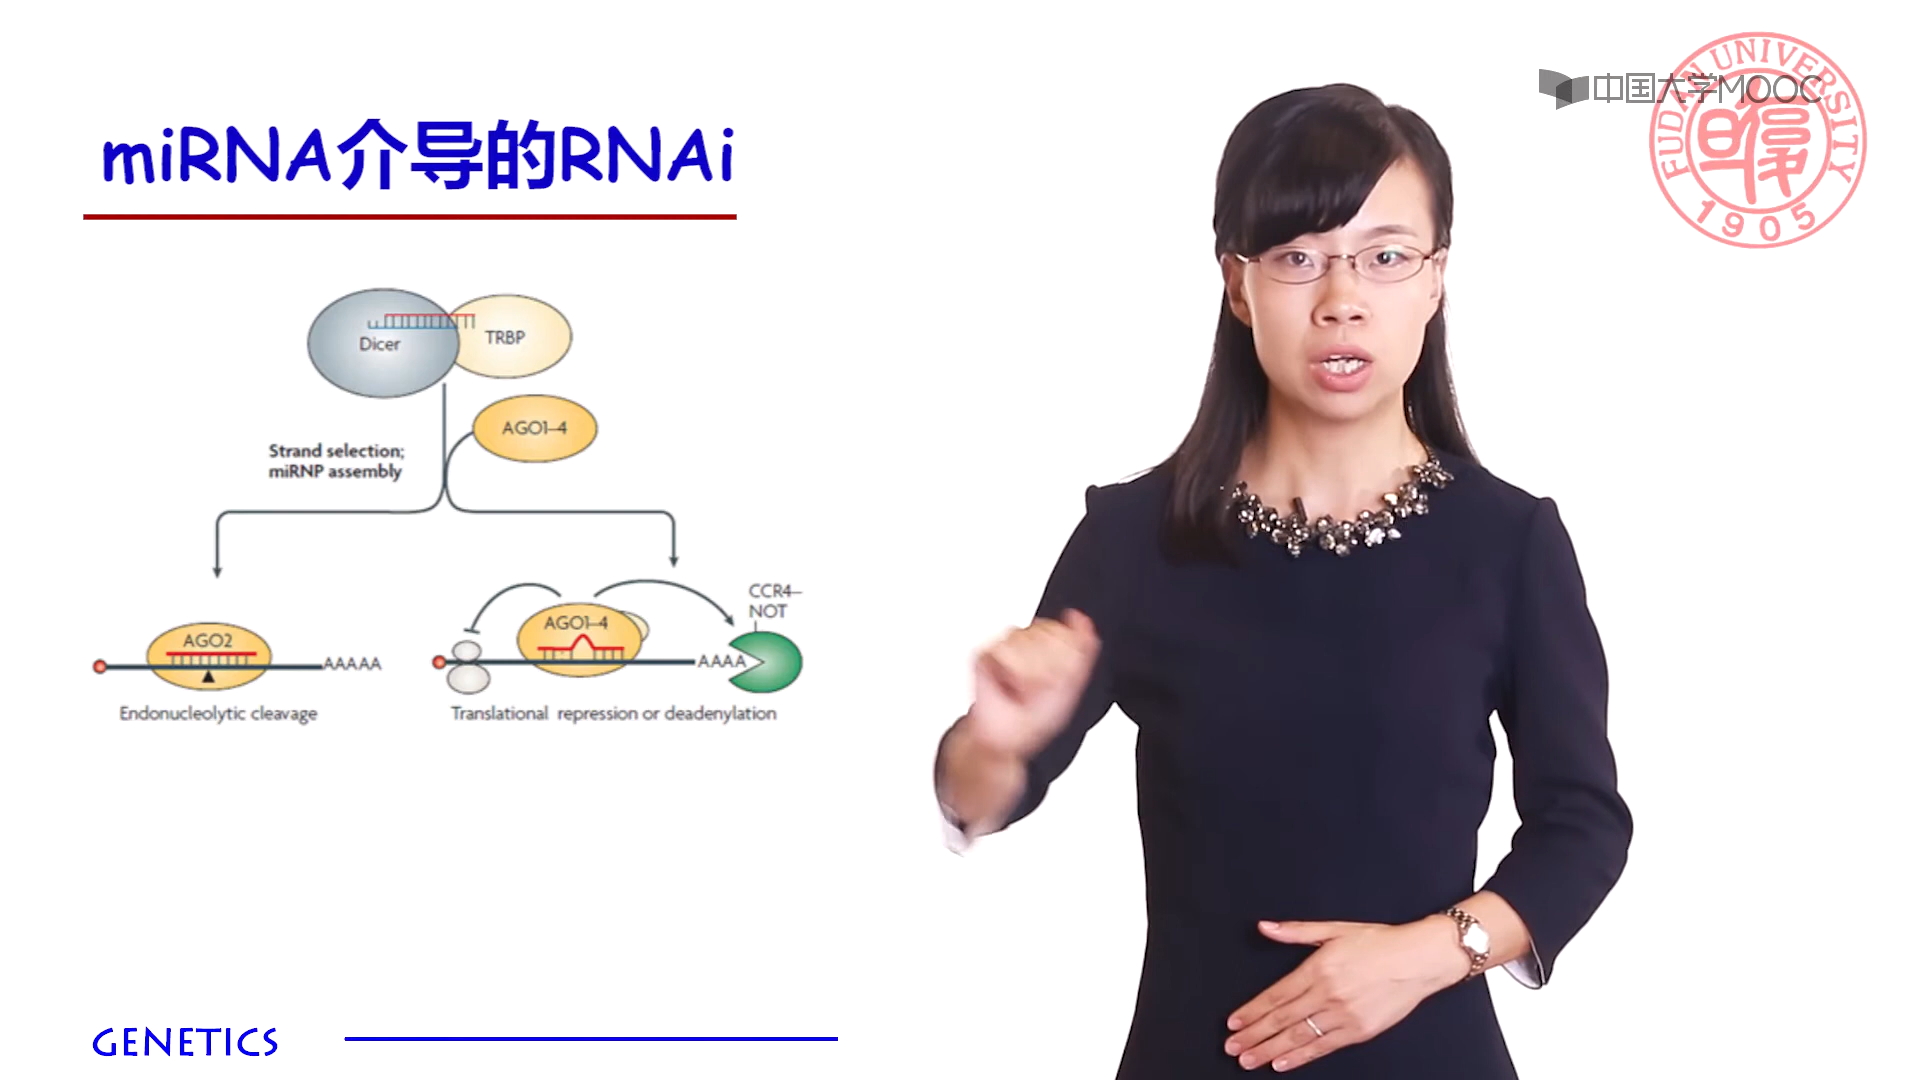 中国大学MOOC
FUDAN UNIVERSITY
1905
miRNA介导的RNAi
Dicer
TRBP
AGO1–4
Strand selection;
miRNP assembly
CCR4–
NOT
AGO2
AAAAA
AGO1–4
AAAA
Endonucleolytic cleavage
Translational repression or deadenylation
GENETICS